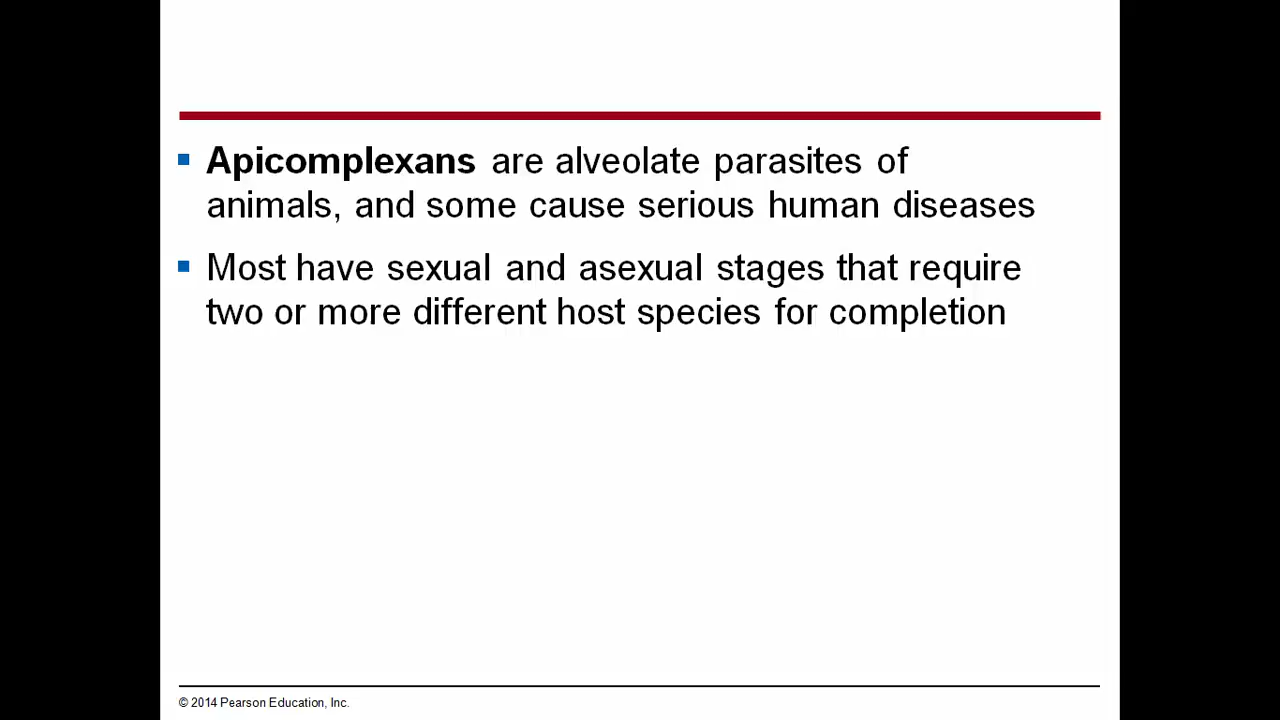 Apicomplexans are alveolate parasites of
animals, and some cause serious human diseases
Most have sexual and asexual stages that require
two or more different host species for completion
© 2014 Pearson Education, Inc.